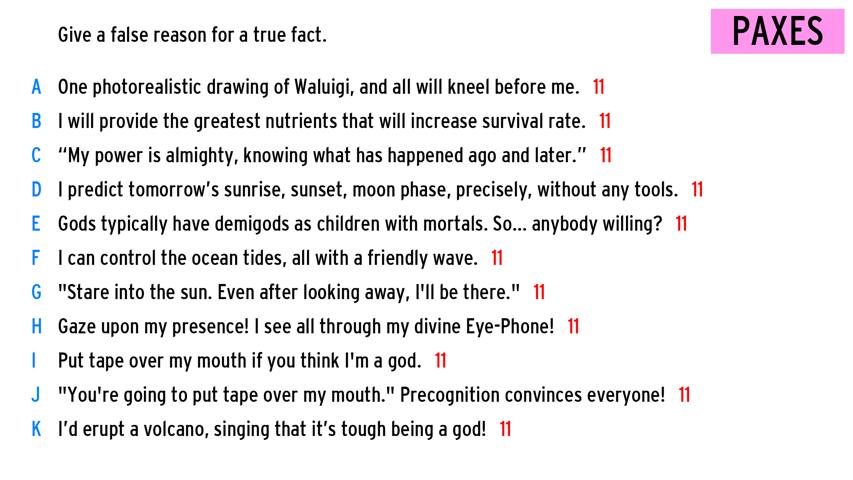 Give a false reason for a true fact.
PAXES
A One photorealistic drawing of Waluigi, and all will kneel before me. 11
B I will provide the greatest nutrients that will increase survival rate. 11
C “My power is almighty, knowing what has happened ago and later.” 11
D I predict tomorrow’s sunrise, sunset, moon phase, precisely, without any tools. 11
E Gods typically have demigods as children with mortals. So... anybody willing? 11
F I can control the ocean tides, all with a friendly wave. 11
G "Stare into the sun. Even after looking away, I'll be there." 11
H Gaze upon my presence! I see all through my divine Eye-Phone! 11
I Put tape over my mouth if you think I'm a god. 11
J "You're going to put tape over my mouth." Precognition convinces everyone! 11
K I’d erupt a volcano, singing that it’s tough being a god! 11